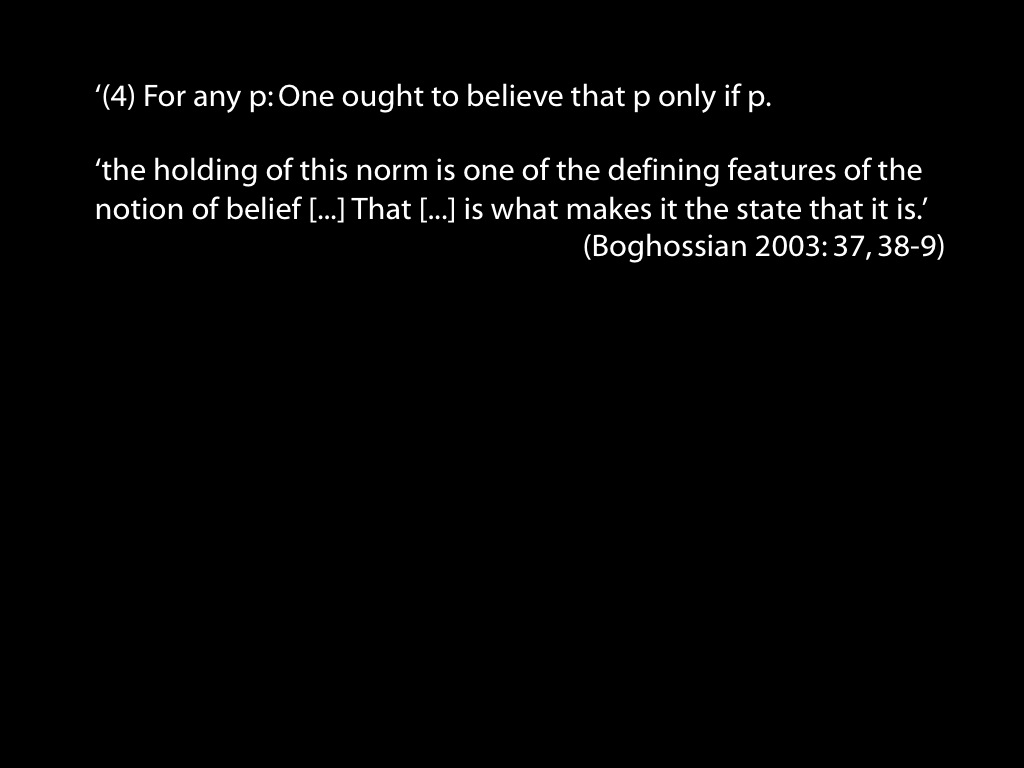 ‘(4) For any p: One ought to believe that p only if p.
‘the holding of this norm is one of the defining features of the
notion of belief [...] That [...] is what makes it the state that it is.’
(Boghossian 2003: 37, 38-9)